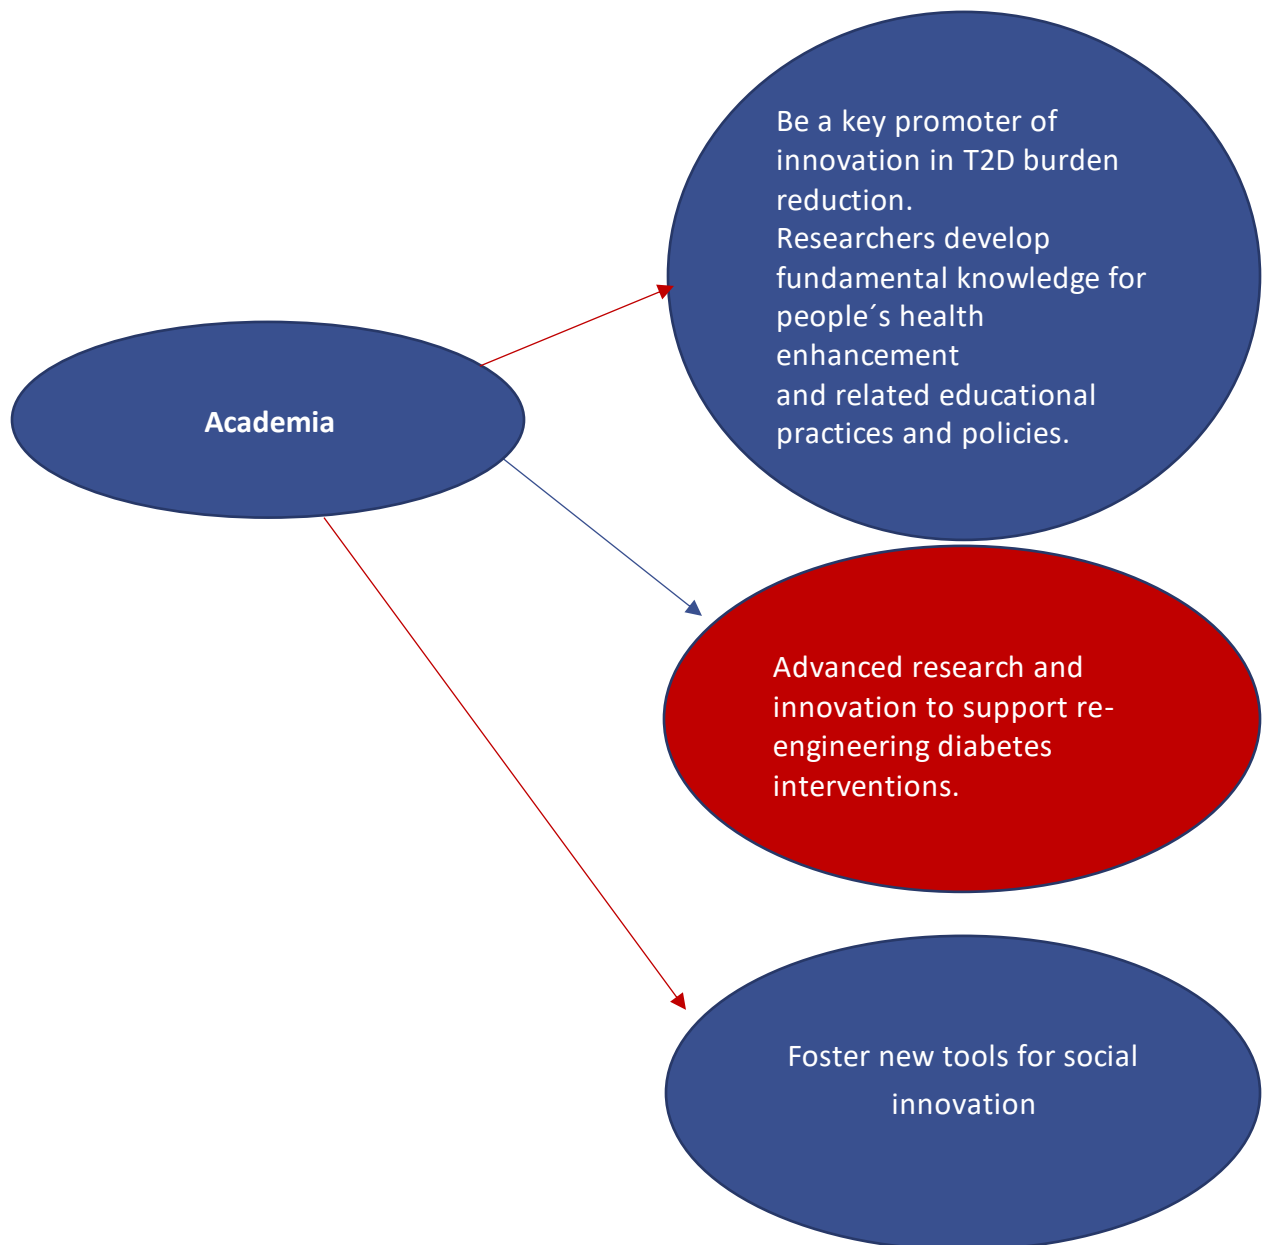 Be a key promoter of
innovation in T2D burden
reduction.
Researchers develop
fundamental knowledge for
people´s health
enhancement
and related educational
practices and policies.
Academia
Advanced research and
innovation to support re-
engineering diabetes
interventions.
Foster new tools for social
innovation